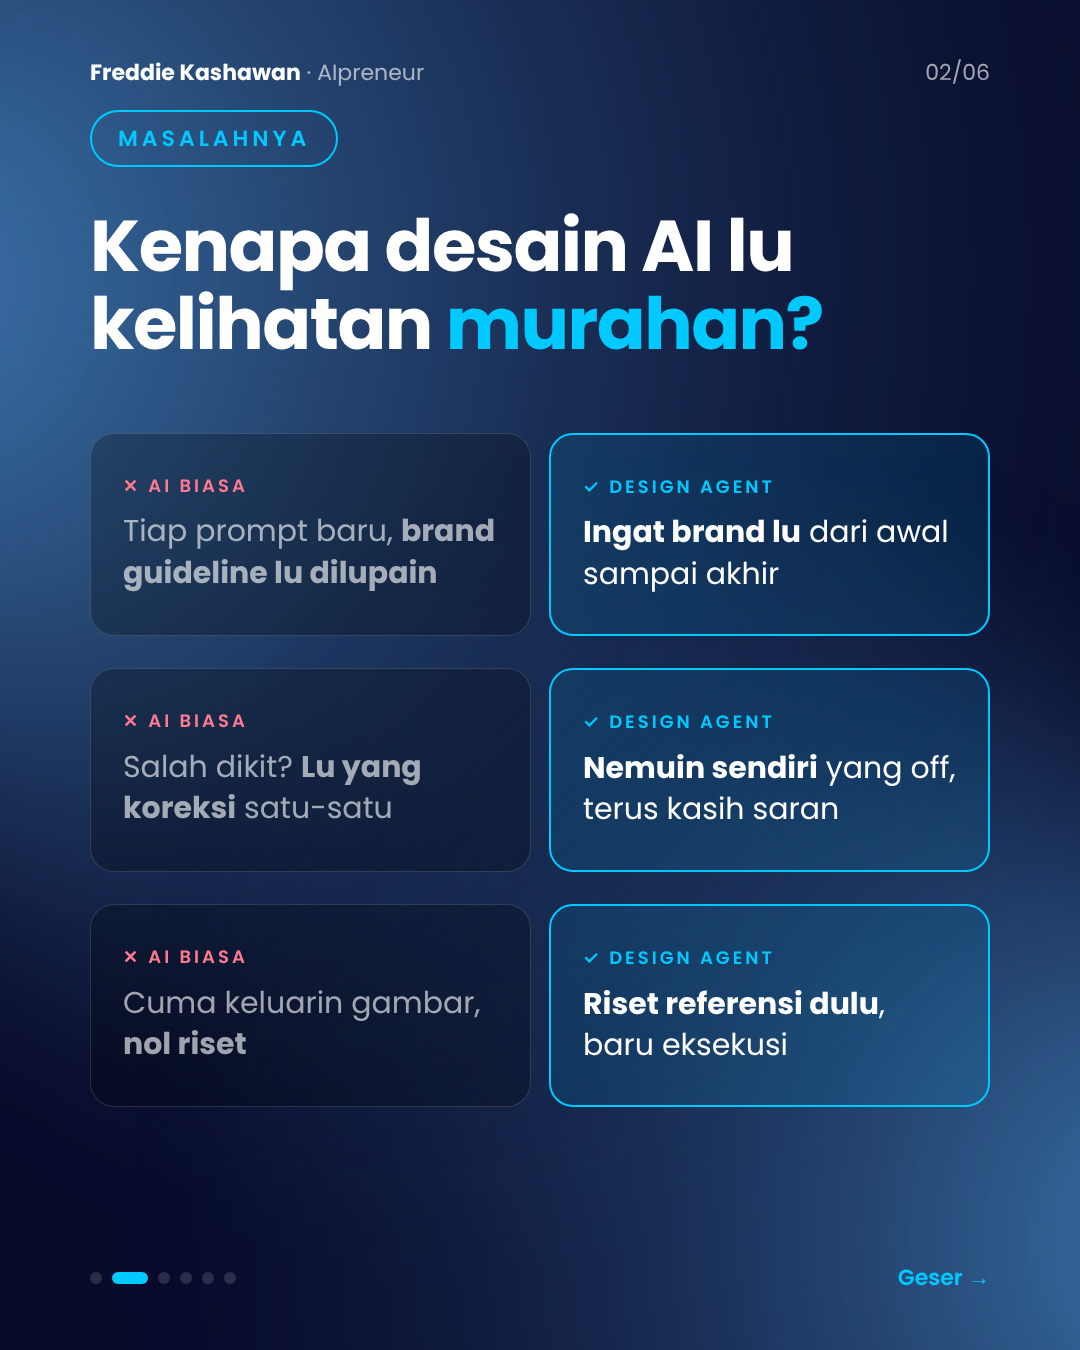 Freddie Kashawan · AIpreneur
02/06
MASALAHNYA
Kenapa desain AI lu
kelihatan murahan?
✕ AI BIASA
Tiap prompt baru, brand
guideline lu dilupain
✓ DESIGN AGENT
Ingat brand lu dari awal
sampai akhir
✕ AI BIASA
Salah dikit? Lu yang
koreksi satu-satu
✓ DESIGN AGENT
Nemuin sendiri yang off,
terus kasih saran
✕ AI BIASA
Cuma keluarin gambar,
nol riset
✓ DESIGN AGENT
Riset referensi dulu,
baru eksekusi
Geser →